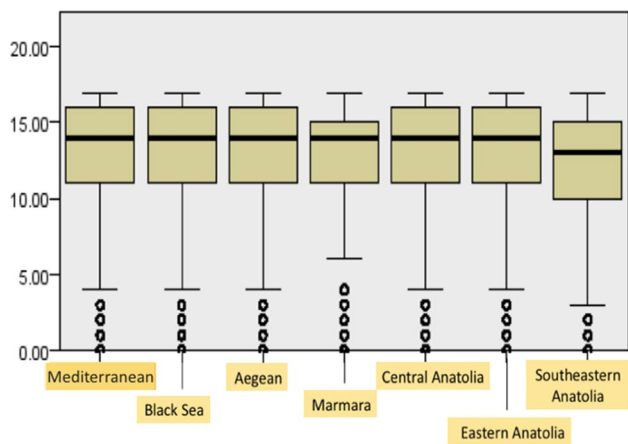 20.00
15.00
10.00
5.00
0.00
Mediterranean
Black Sea
Aegean
Marmara
Central Anatolia
Eastern Anatolia
Southeastern
Anatolia